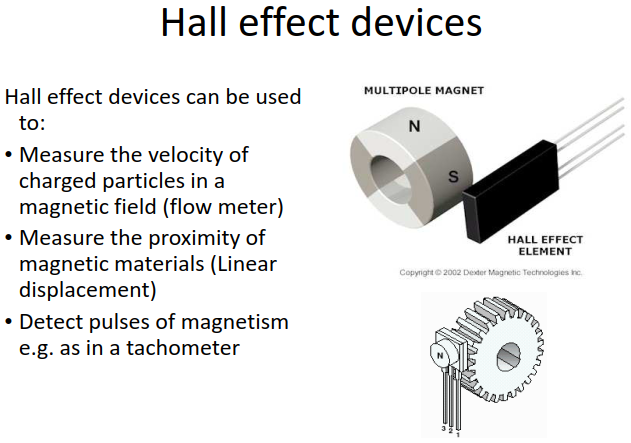 Hall effect devices
Hall effect devices can be used
to:
• Measure the velocity of
charged particles in a
magnetic field (flow meter)
• Measure the proximity of
magnetic materials (Linear
displacement)
• Detect pulses of magnetism
e.g. as in a tachometer
MULTIPOLE MAGNET
N
S
HALL EFFECT
ELEMENT
Copyright © 2002 Dexter Magnetic Technologies Inc.
N
3 2 1